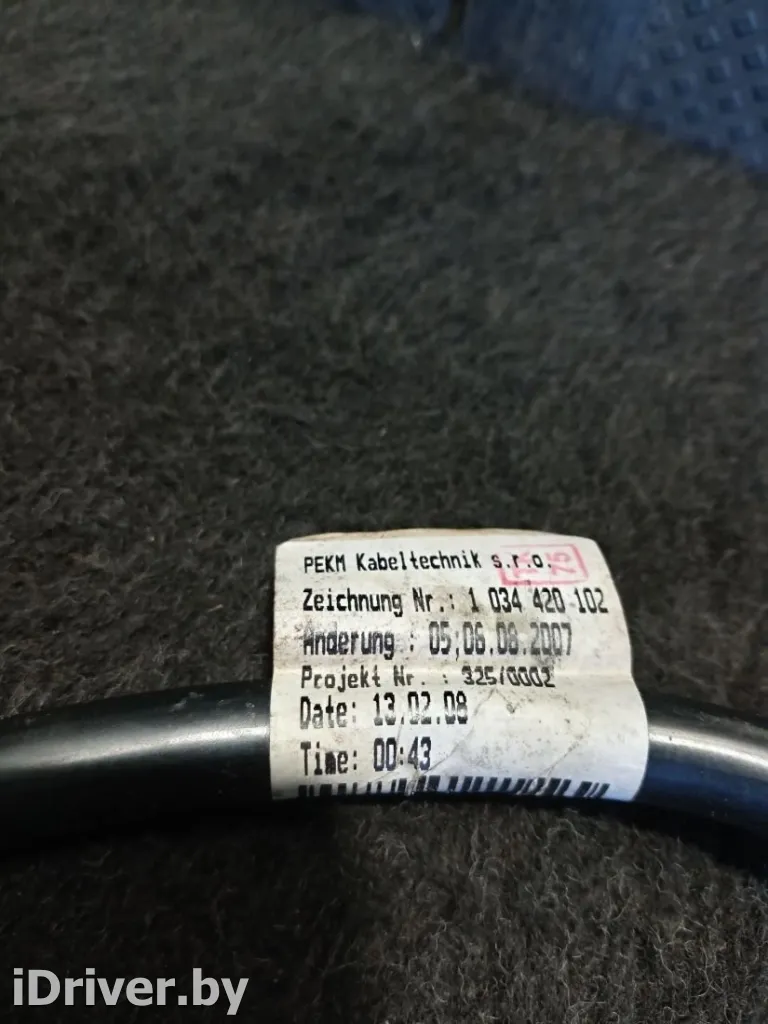 PEKM Kabeltechnik s.r.o.
Zeichnung Nr.: 1 034 420 102
Änderung : 05;06.08.2007
Projekt Nr. : 325/0002
Date: 13.02.08
Time: 00:43
iDriver.by